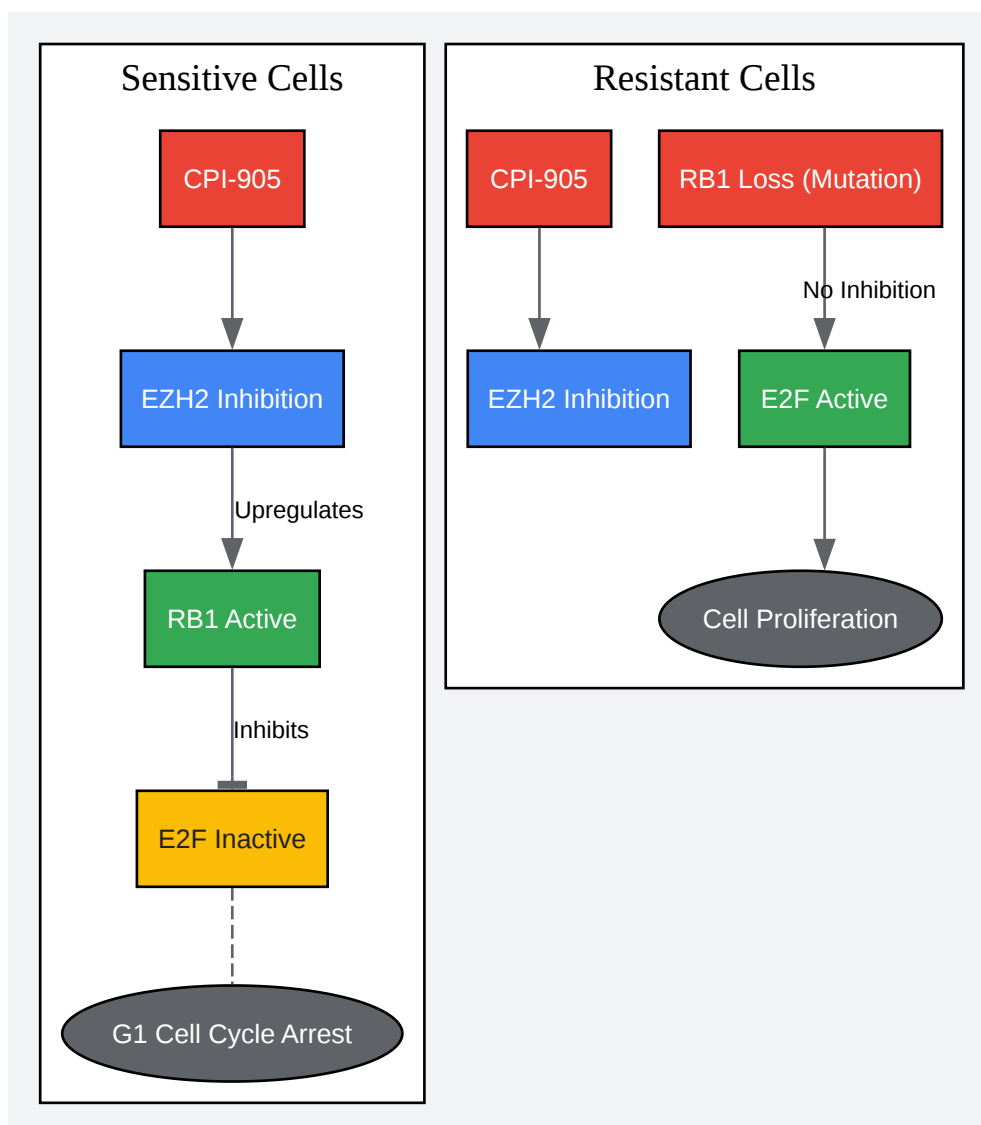 Sensitive Cells
CPI-905
EZH2 Inhibition
Upregulates
RB1 Active
Inhibits
E2F Inactive
G1 Cell Cycle Arrest
Resistant Cells
CPI-905
RB1 Loss (Mutation)
No Inhibition
EZH2 Inhibition
E2F Active
Cell Proliferation